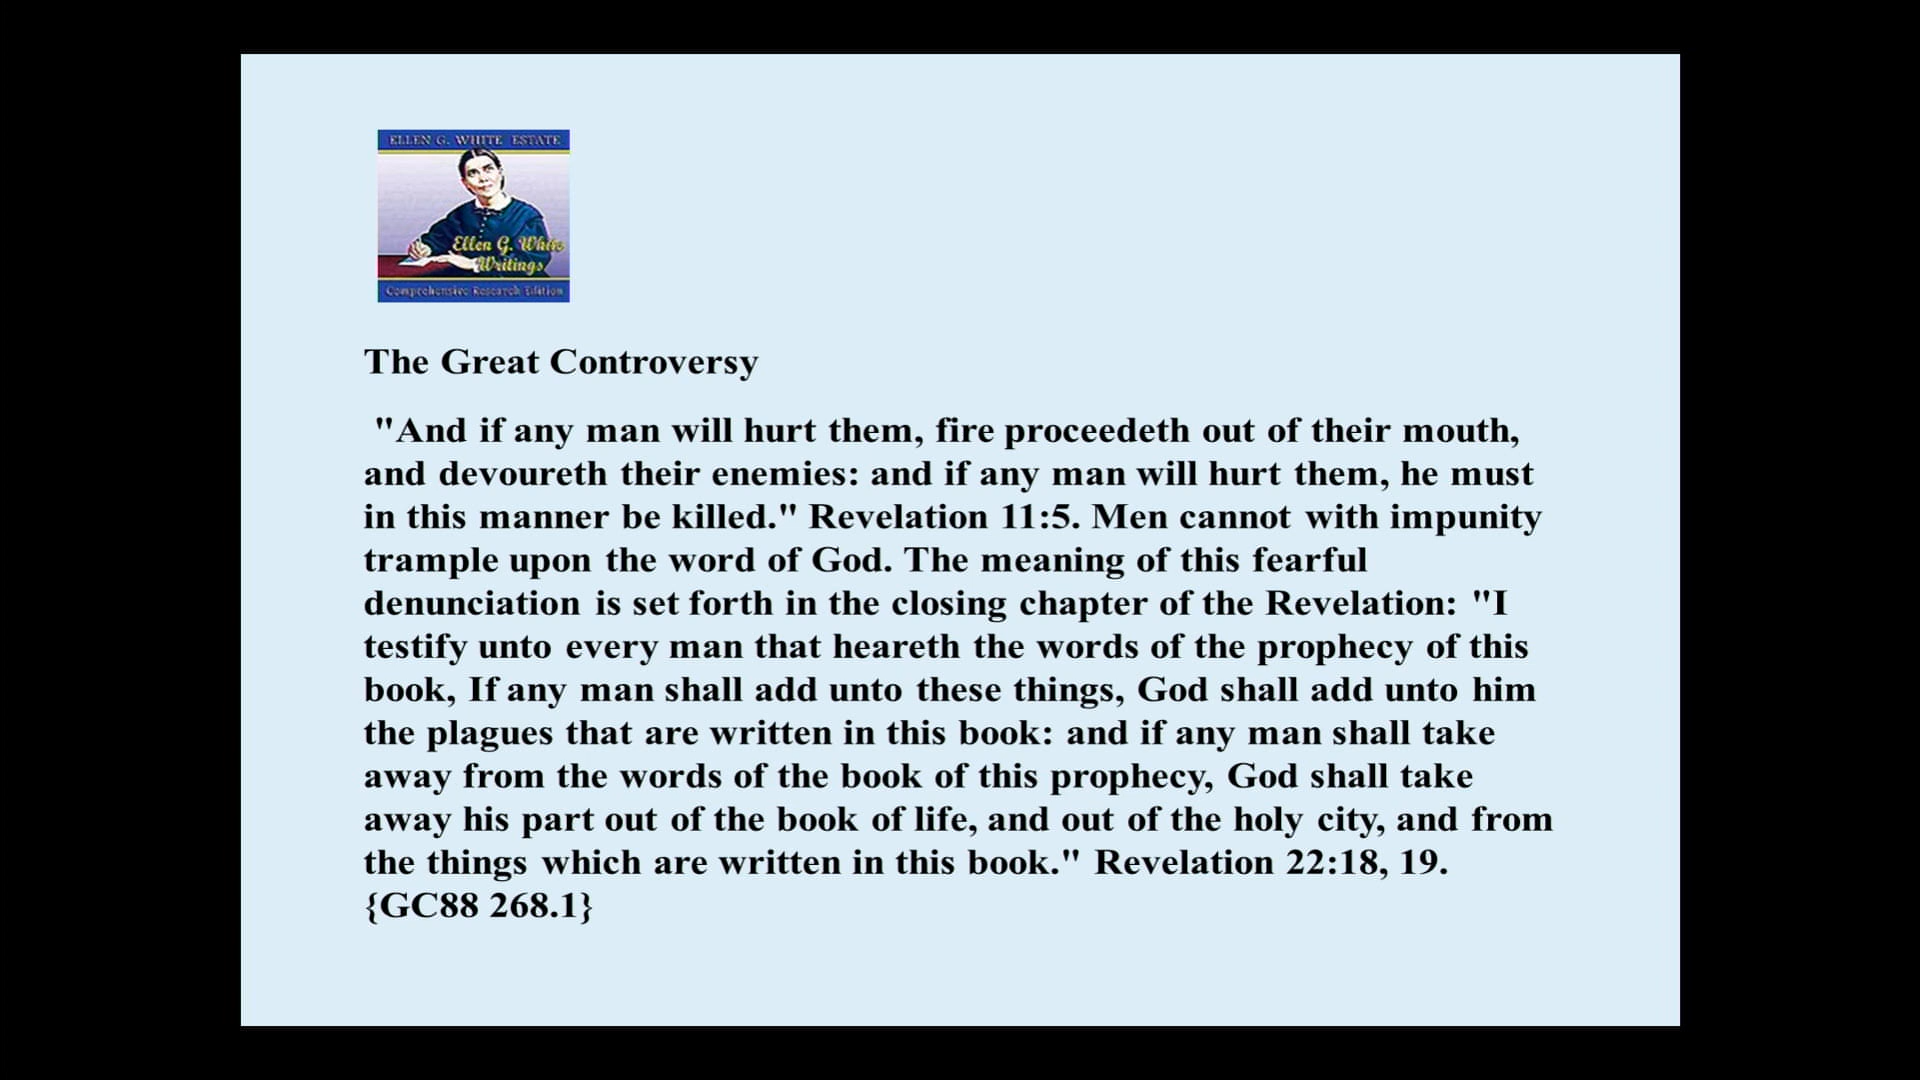 ELLEN G. WHITE ESTATE
Ellen G. White
Writings
Comprehensive Research Edition
The Great Controversy
"And if any man will hurt them, fire proceedeth out of their mouth,
and devoureth their enemies: and if any man will hurt them, he must
in this manner be killed." Revelation 11:5. Men cannot with impunity
trample upon the word of God. The meaning of this fearful
denunciation is set forth in the closing chapter of the Revelation: "I
testify unto every man that heareth the words of the prophecy of this
book, If any man shall add unto these things, God shall add unto him
the plagues that are written in this book: and if any man shall take
away from the words of the book of this prophecy, God shall take
away his part out of the book of life, and out of the holy city, and from
the things which are written in this book." Revelation 22:18, 19.
{GC88 268.1}